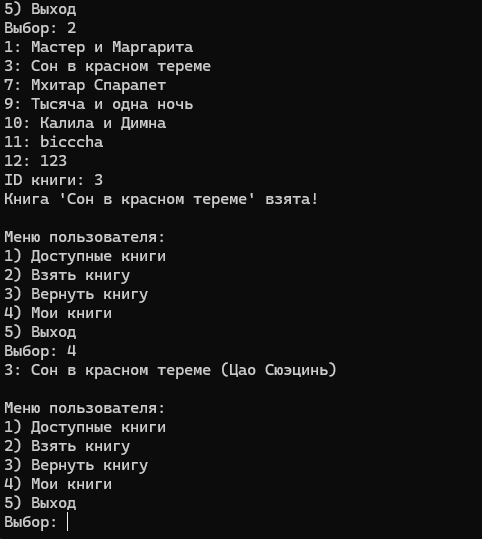 5) Выход
Выбор: 2
1: Мастер и Маргарита
3: Сон в красном тереме
7: Мхитар Спарапет
9: Тысяча и одна ночь
10: Калила и Димна
11: bicccha
12: 123
ID книги: 3
Книга 'Сон в красном тереме' взята!
Меню пользователя:
1) Доступные книги
2) Взять книгу
3) Вернуть книгу
4) Мои книги
5) Выход
Выбор: 4
3: Сон в красном тереме (Цао Сюэцинь)
Меню пользователя:
1) Доступные книги
2) Взять книгу
3) Вернуть книгу
4) Мои книги
5) Выход
Выбор: